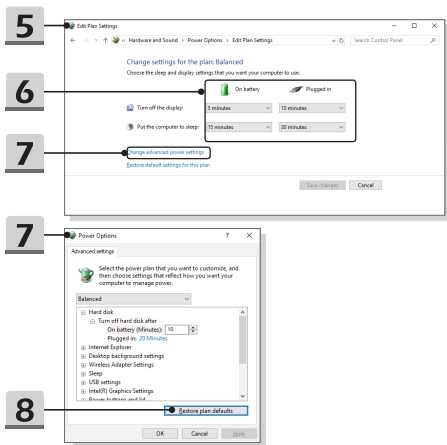 5
Edit Plan Settings
« Hardware and Sound › Power Options › Edit Plan Settings
Search Control Panel
Change settings for the plan: Balanced
Choose the sleep and display settings that you want your computer to use.
6
On battery
Plugged in
Turn off the display:
5 minutes
10 minutes
Put the computer to sleep:
15 minutes
30 minutes
7
Change advanced power settings
Restore default settings for this plan
Save changes
Cancel
7
Power Options
?
Advanced settings
Select the power plan that you want to customize, and
then choose settings that reflect how you want your
computer to manage power.
Balanced
Hard disk
Turn off hard disk after
On battery (Minutes): 10
Plugged in: 20 Minutes
Internet Explorer
Desktop background settings
Wireless Adapter Settings
Sleep
USB settings
Intel(R) Graphics Settings
Power buttons and lid
8
Restore plan defaults
OK
Cancel
Apply